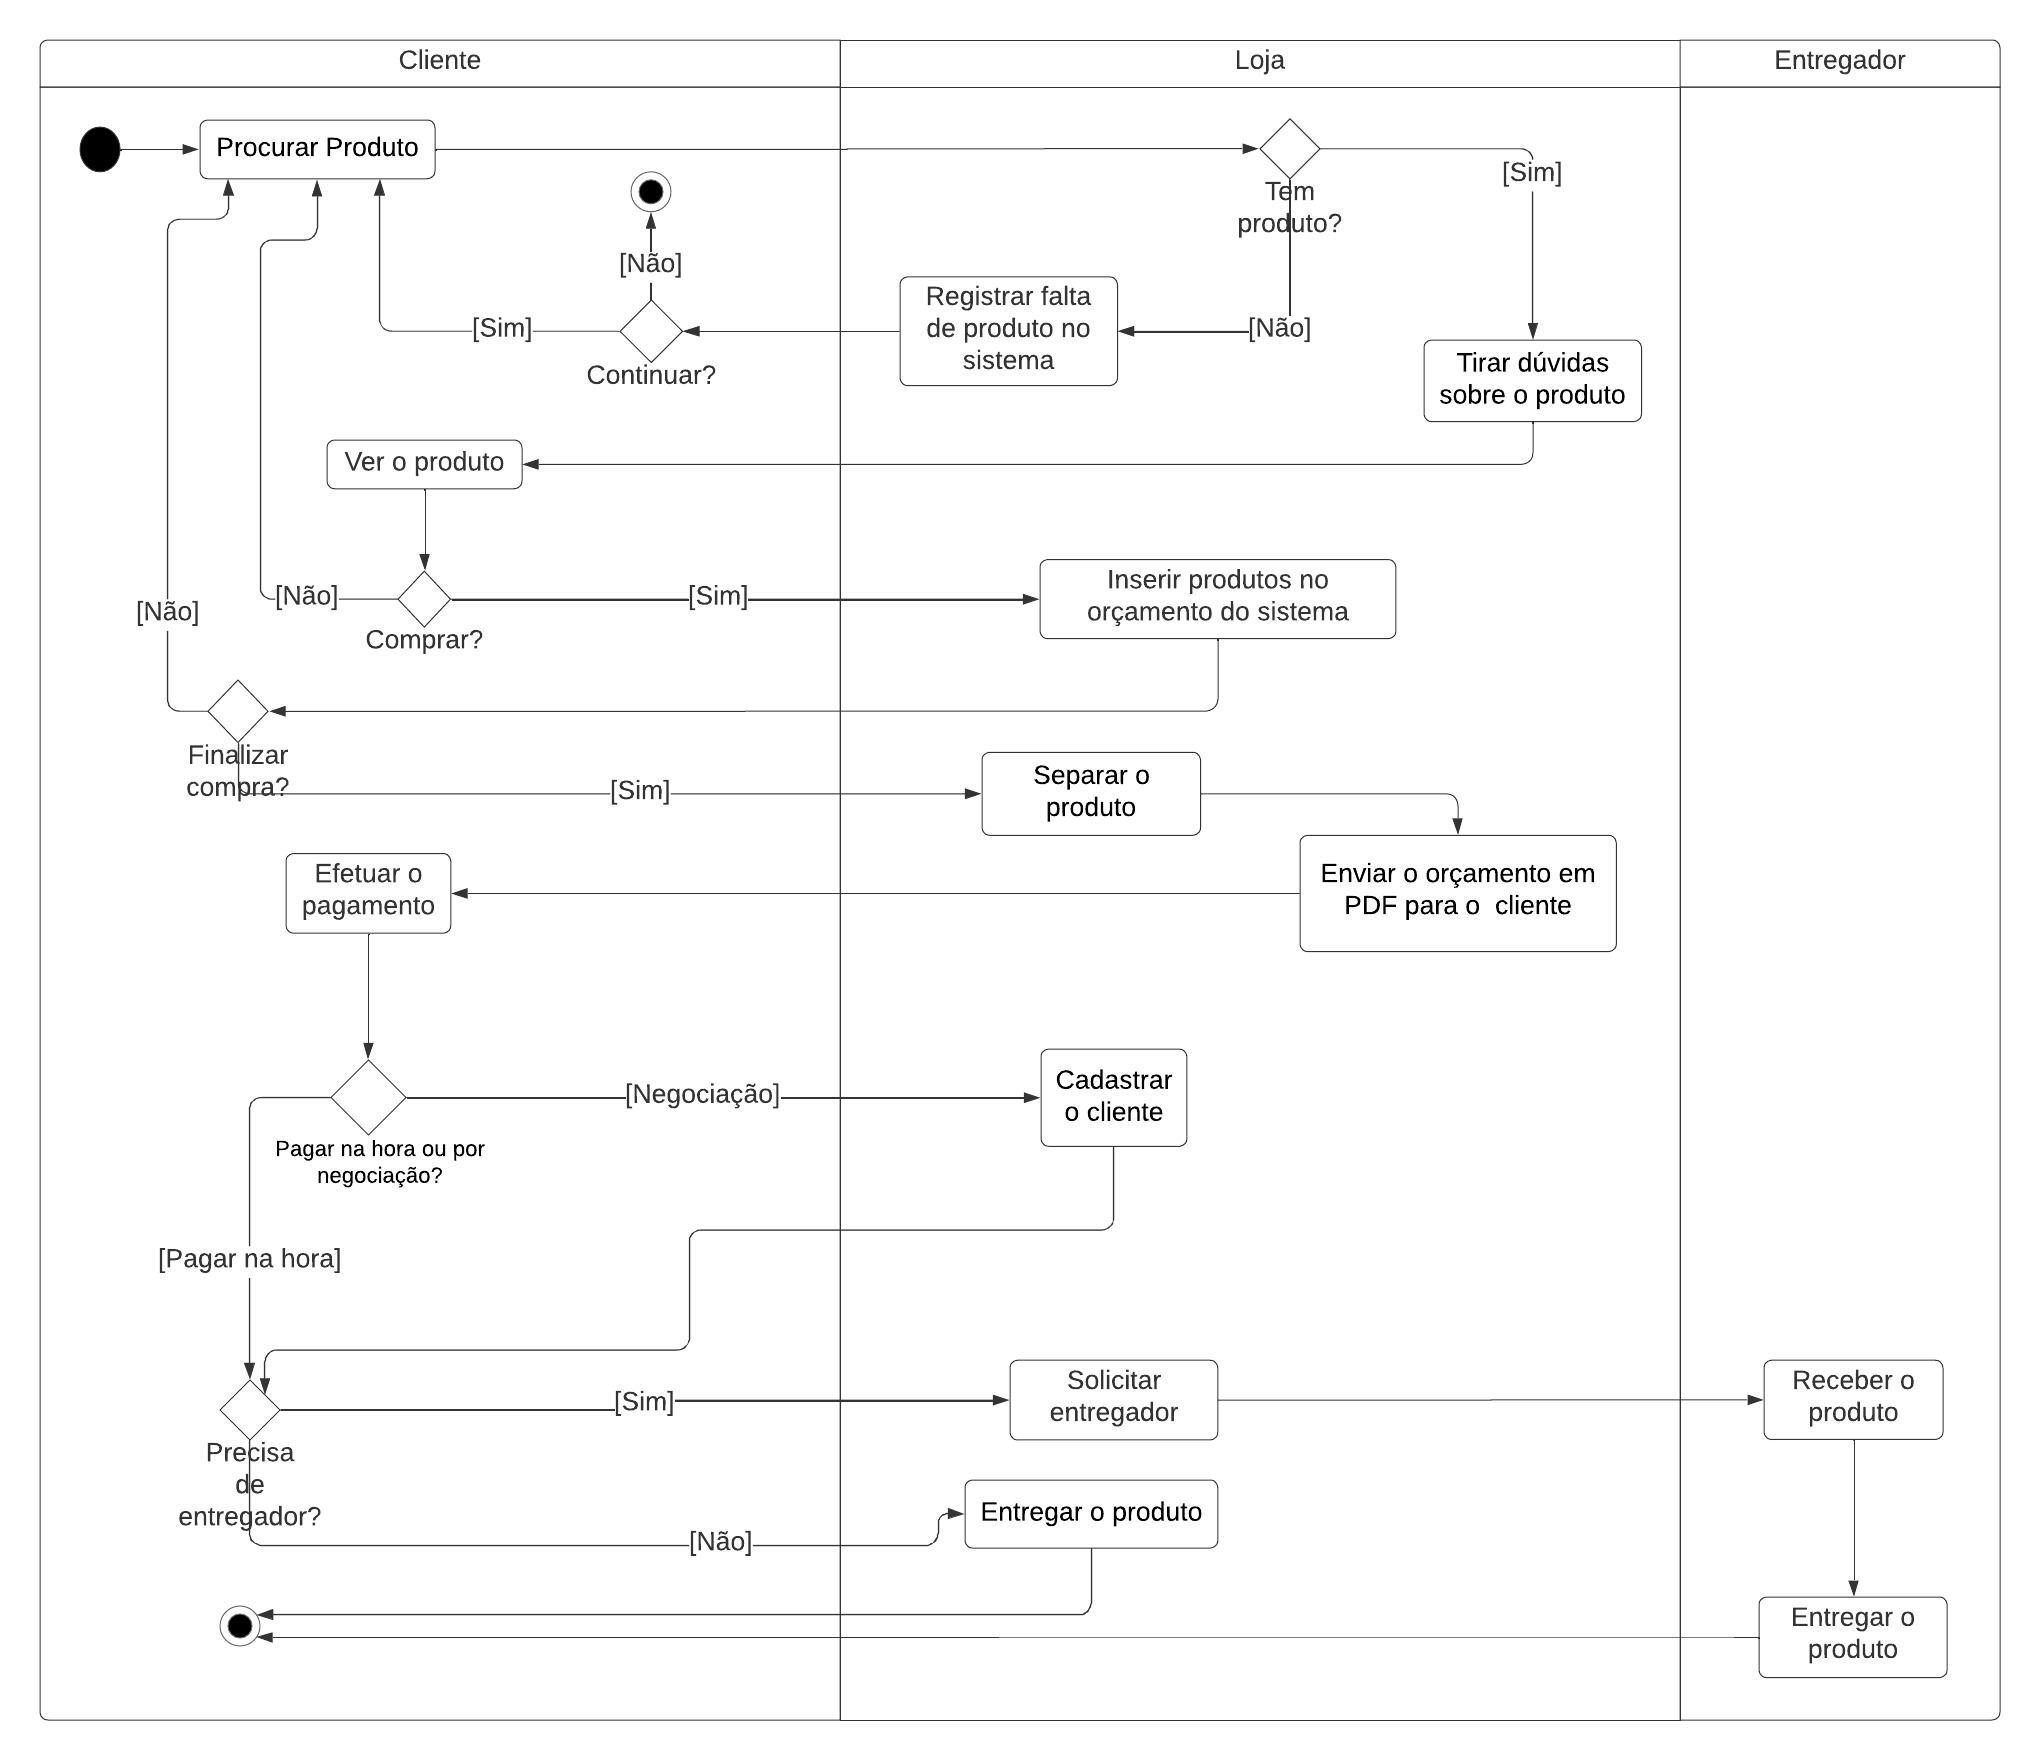 Cliente
Loja
Entregador
Procurar Produto
[Sim]
Tem
produto?
[Não]
Registrar falta
de produto no
sistema
[Sim]
[Não]
Continuar?
Tirar dúvidas
sobre o produto
Ver o produto
[Não]
[Não]
[Sim]
Comprar?
Inserir produtos no
orçamento do sistema
Finalizar
compra?
[Sim]
Separar o
produto
Efetuar o
pagamento
Enviar o orçamento em
PDF para o  cliente
[Negociação]
Cadastrar
o cliente
Pagar na hora ou por
negociação?
[Pagar na hora]
[Sim]
Solicitar
entregador
Receber o
produto
Precisa
de
entregador?
[Não]
Entregar o produto
Entregar o
produto